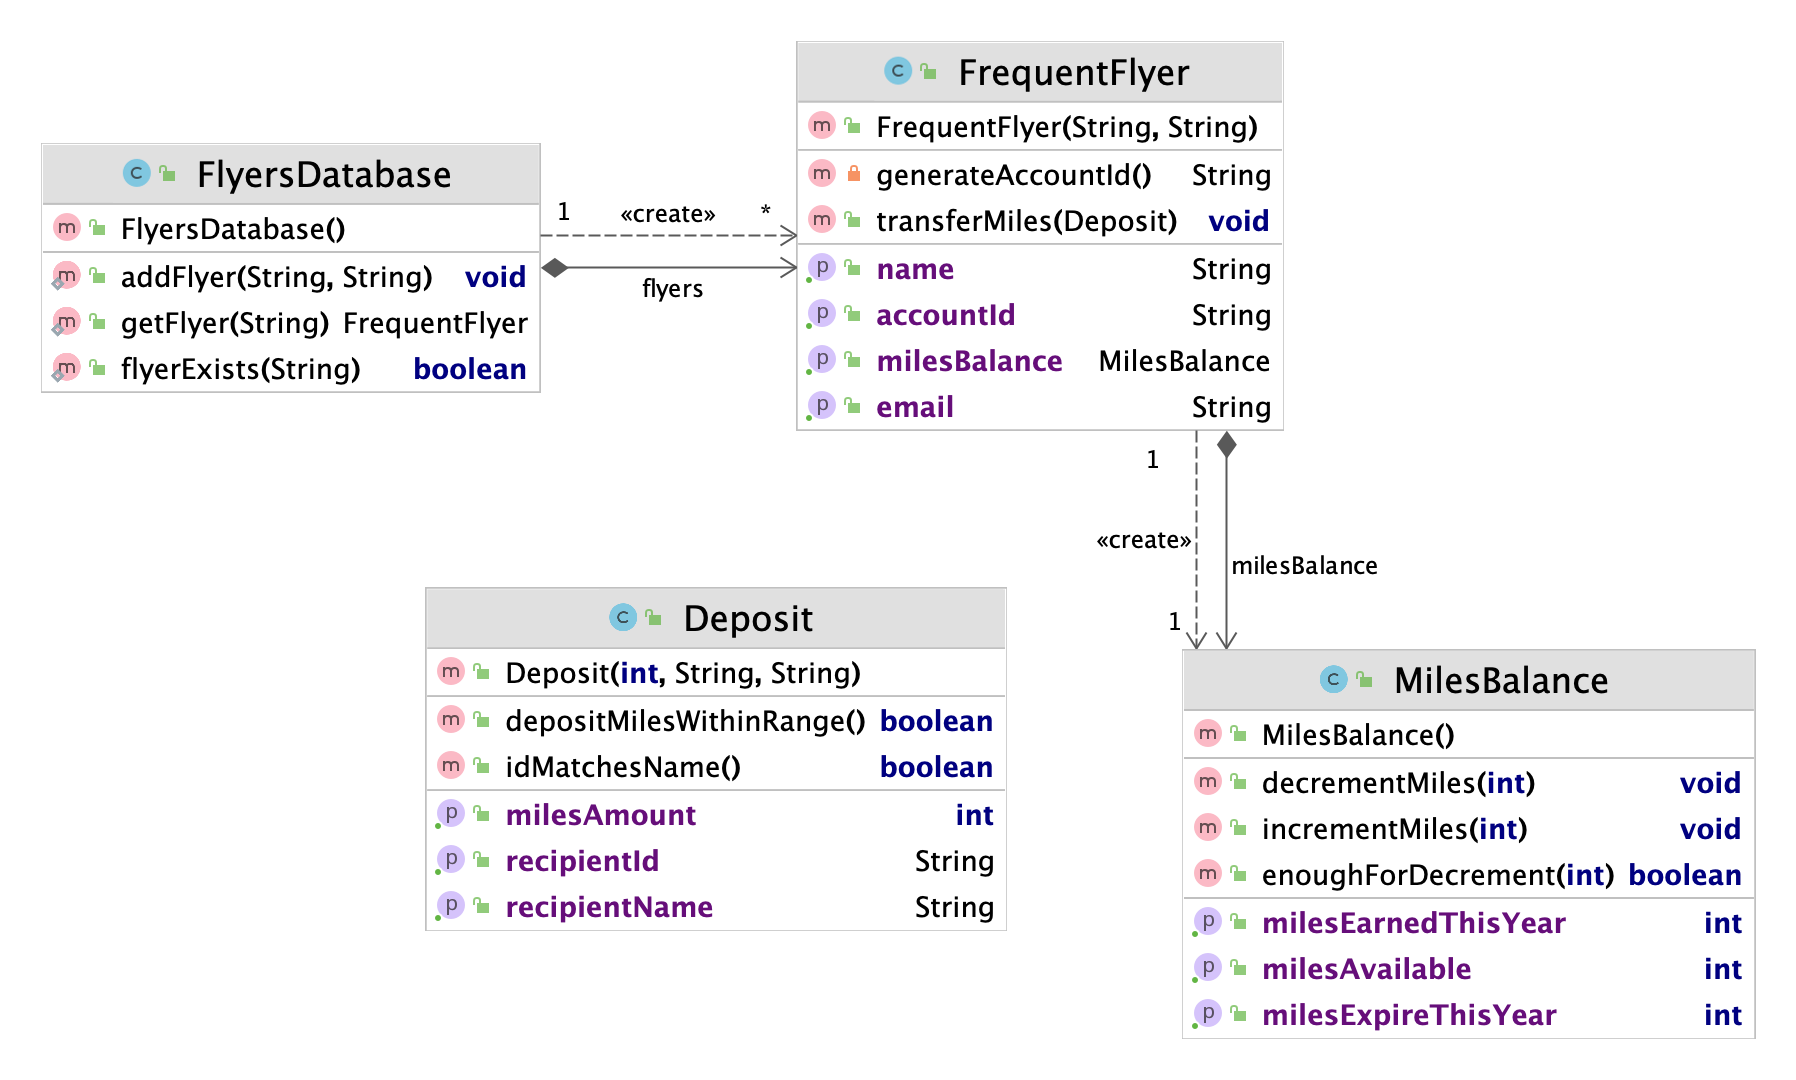 FlyersDatabase
FlyersDatabase()
addFlyer(String, String) void
getFlyer(String) FrequentFlyer
flyerExists(String) boolean
1 «create» *
flyers
FrequentFlyer
FrequentFlyer(String, String)
generateAccountId() String
transferMiles(Deposit) void
name String
accountId String
milesBalance MilesBalance
email String
1
«create»
milesBalance
1
Deposit
Deposit(int, String, String)
depositMilesWithinRange() boolean
idMatchesName() boolean
milesAmount int
recipientId String
recipientName String
MilesBalance
MilesBalance()
decrementMiles(int) void
incrementMiles(int) void
enoughForDecrement(int) boolean
milesEarnedThisYear int
milesAvailable int
milesExpireThisYear int